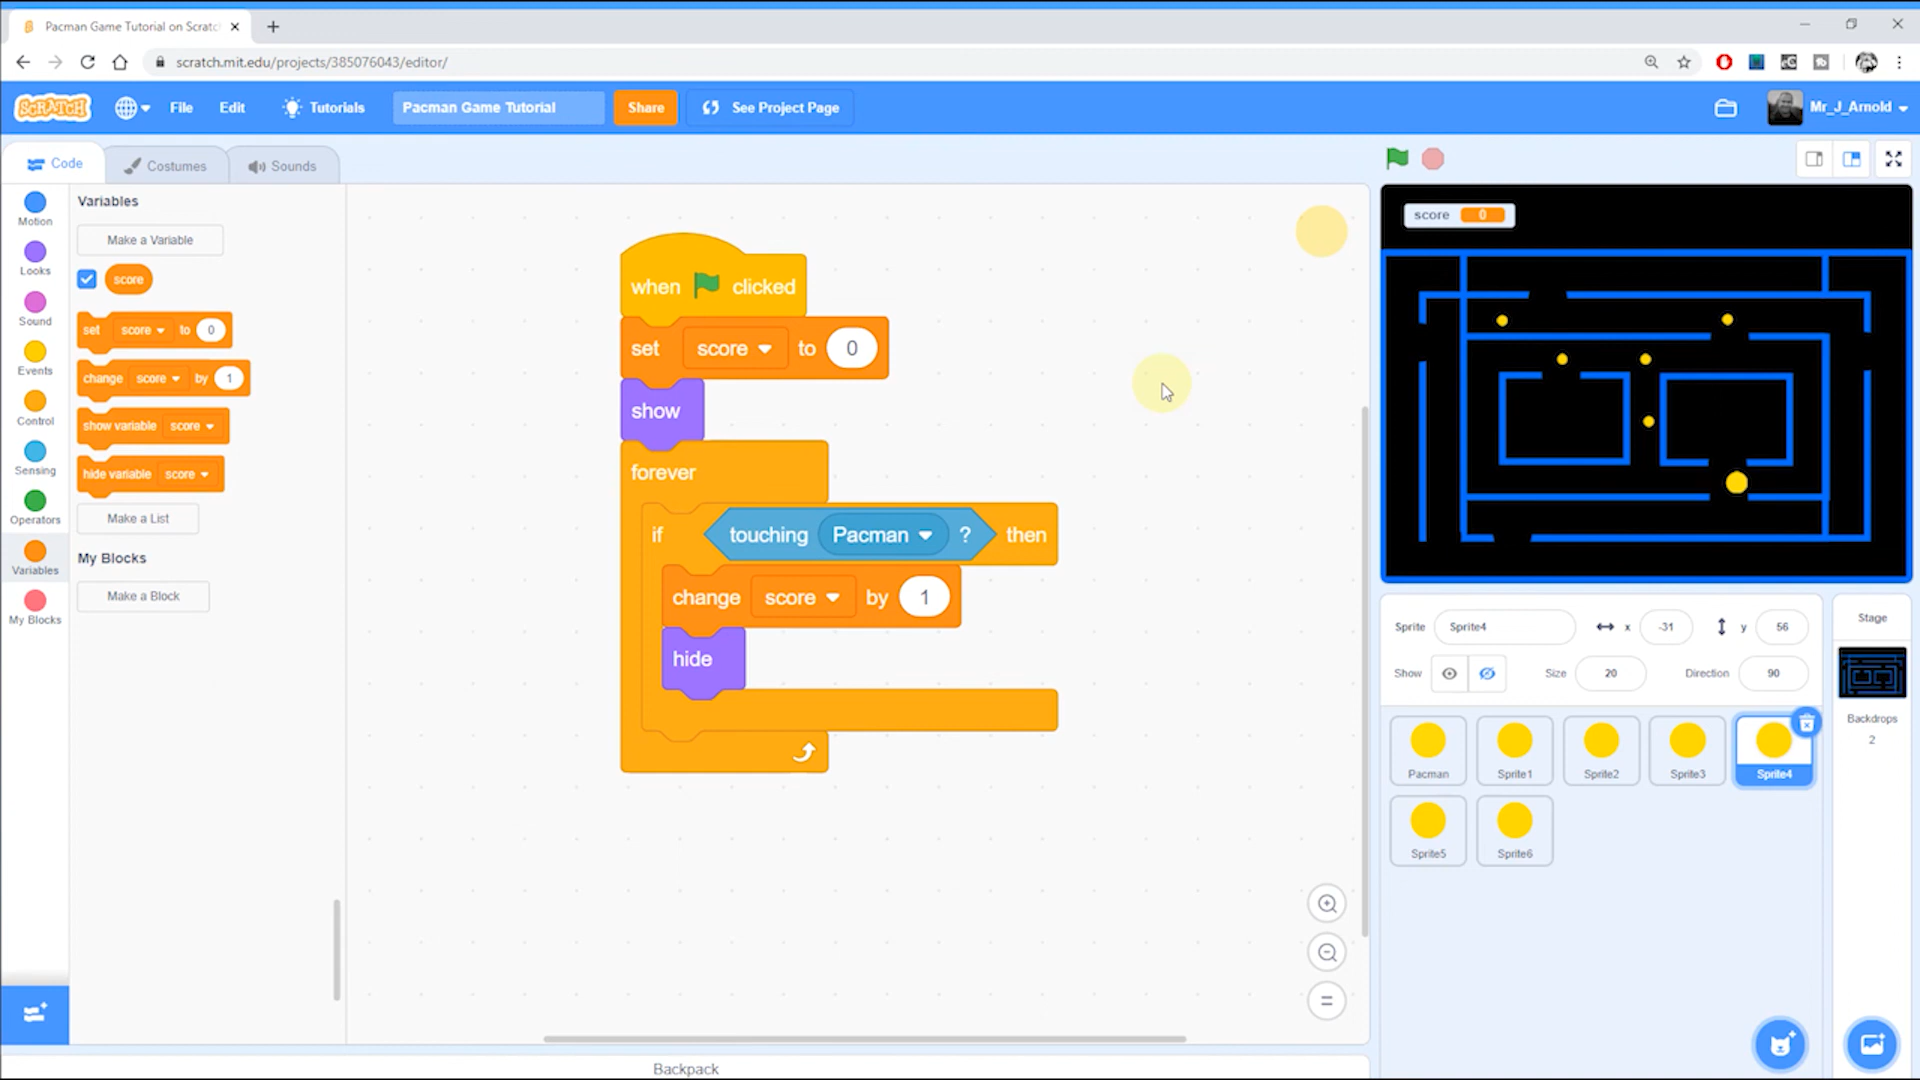 Pacman Game Tutorial on Scratc
scratch.mit.edu/projects/385076043/editor/
SCRATCH
File
Edit
Tutorials
Pacman Game Tutorial
Share
See Project Page
Mr_J_Arnold
Code
Costumes
Sounds
Motion
Looks
Sound
Events
Control
Sensing
Operators
Variables
My Blocks
Variables
Make a Variable
score
set score to 0
change score by 1
show variable score
hide variable score
Make a List
My Blocks
Make a Block
when clicked
set score to 0
show
forever
if touching Pacman ? then
change score by 1
hide
score 0
Sprite Sprite4 x -31 y 56
Show Size 20 Direction 90
Pacman
Sprite1
Sprite2
Sprite3
Sprite4
Sprite5
Sprite6
Stage
Backdrops
2
Backpack